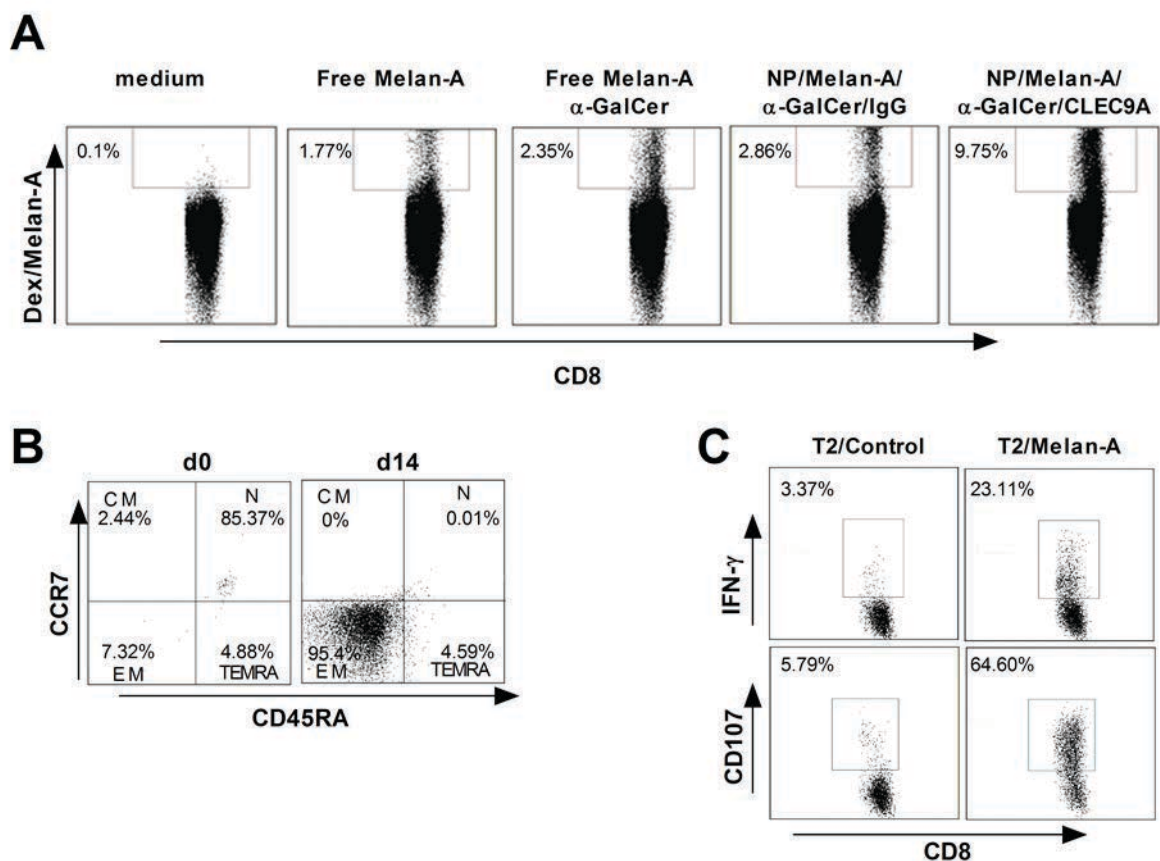 A
medium
Free Melan-A
Free Melan-A
α-GalCer
NP/Melan-A/
α-GalCer/IgG
NP/Melan-A/
α-GalCer/CLEC9A
0.1%
1.77%
2.35%
2.86%
9.75%
Dex/Melan-A
CD8
B
d0
d14
CM
2.44%
N
85.37%
CM
0%
N
0.01%
CCR7
7.32%
EM
4.88%
TEMRA
95.4%
EM
4.59%
TEMRA
CD45RA
C
T2/Control
T2/Melan-A
3.37%
23.11%
IFN-γ
5.79%
64.60%
CD107
CD8